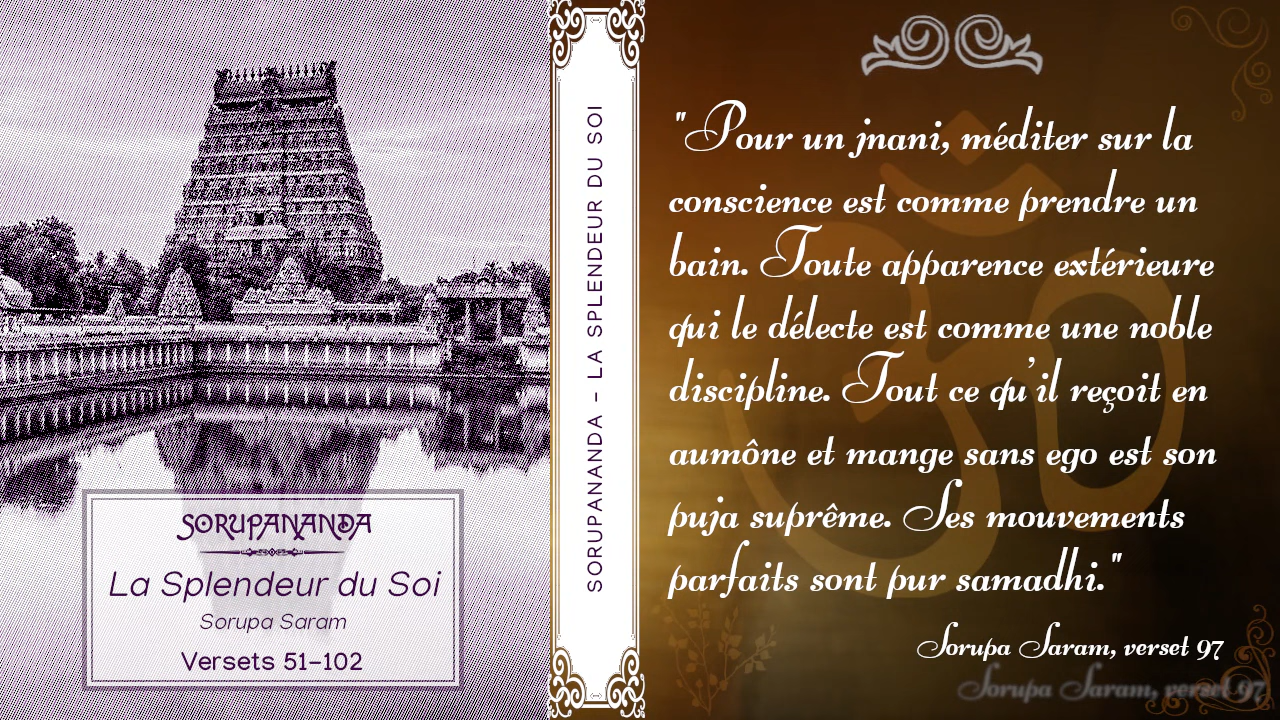 SORUPANANDA
La Splendeur du Soi
Sorupa Saram
Versets 51-102
SORUPANANDA - LA SPLENDEUR DU SOI
"Pour un jnani, méditer sur la
conscience est comme prendre un
bain. Toute apparence extérieure
qui le délecte est comme une noble
discipline. Tout ce qu'il reçoit en
aumône et mange sans ego est son
puja suprême. Ses mouvements
parfaits sont pur samadhi."
Sorupa Saram, verset 97
Sorupa Saram, verset 97